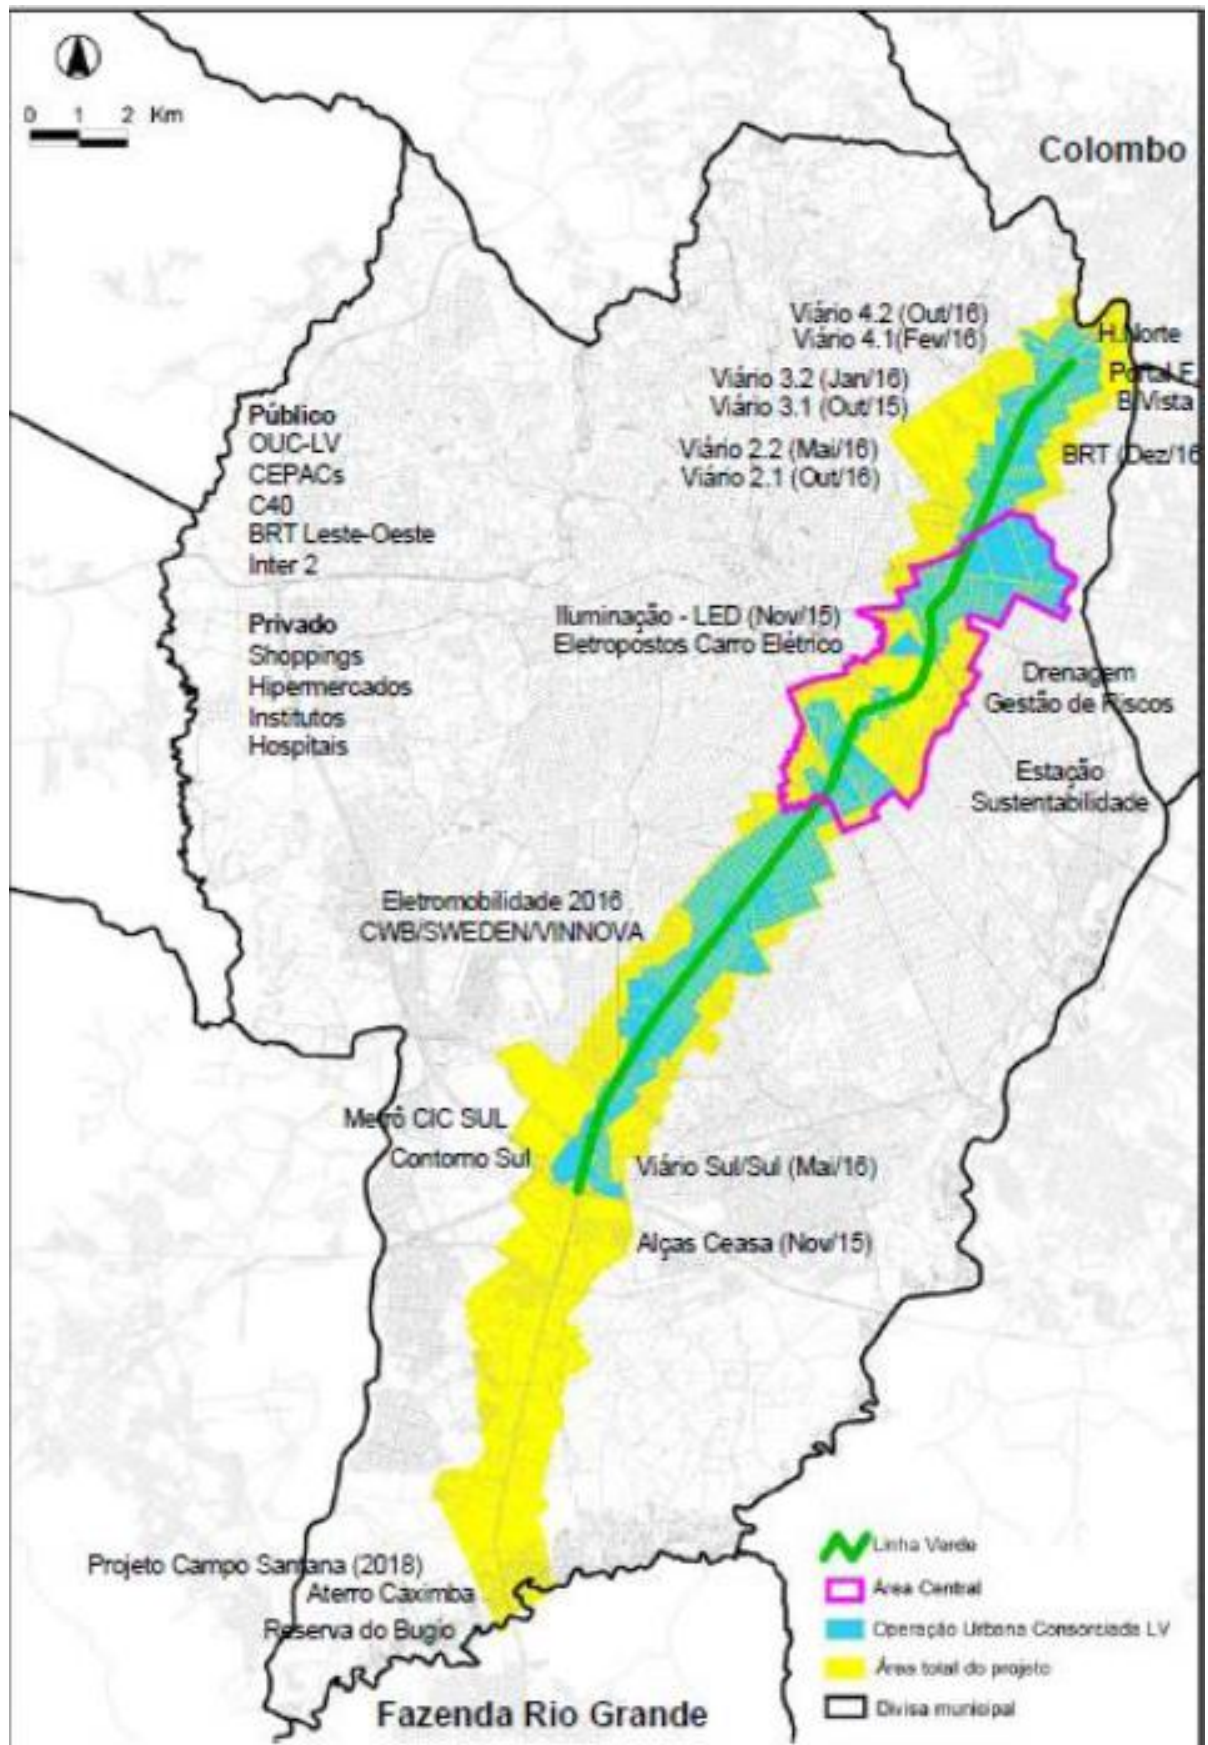 0 1 2 Km
Colombo
Viário 4.2 (Out/16)
Viário 4.1(Fev/16)
H.Norte
Viário 3.2 (Jan/16)
Viário 3.1 (Out/15)
Portal F.
B.Vista
Viário 2.2 (Mai/16)
Viário 2.1 (Out/16)
BRT (Dez/16
Público
OUC-LV
CEPACs
C40
BRT Leste-Oeste
Inter 2
Privado
Shoppings
Hipermercados
Institutos
Hospitais
Iluminação - LED (Nov/15)
Eletropostos Carro Elétrico
Drenagem
Gestão de Riscos
Estação
Sustentabilidade
Eletromobilidade 2016
CWB/SWEDEN/VINNOVA
Metrô CIC SUL
Contorno Sul
Viário Sul/Sul (Mai/16)
Alças Ceasa (Nov/15)
Projeto Campo Santana (2018)
Aterro Caximba
Reserva do Bugio
Fazenda Rio Grande
Linha Verde
Área Central
Operação Urbana Consorciada LV
Área total do projeto
Divisa municipal